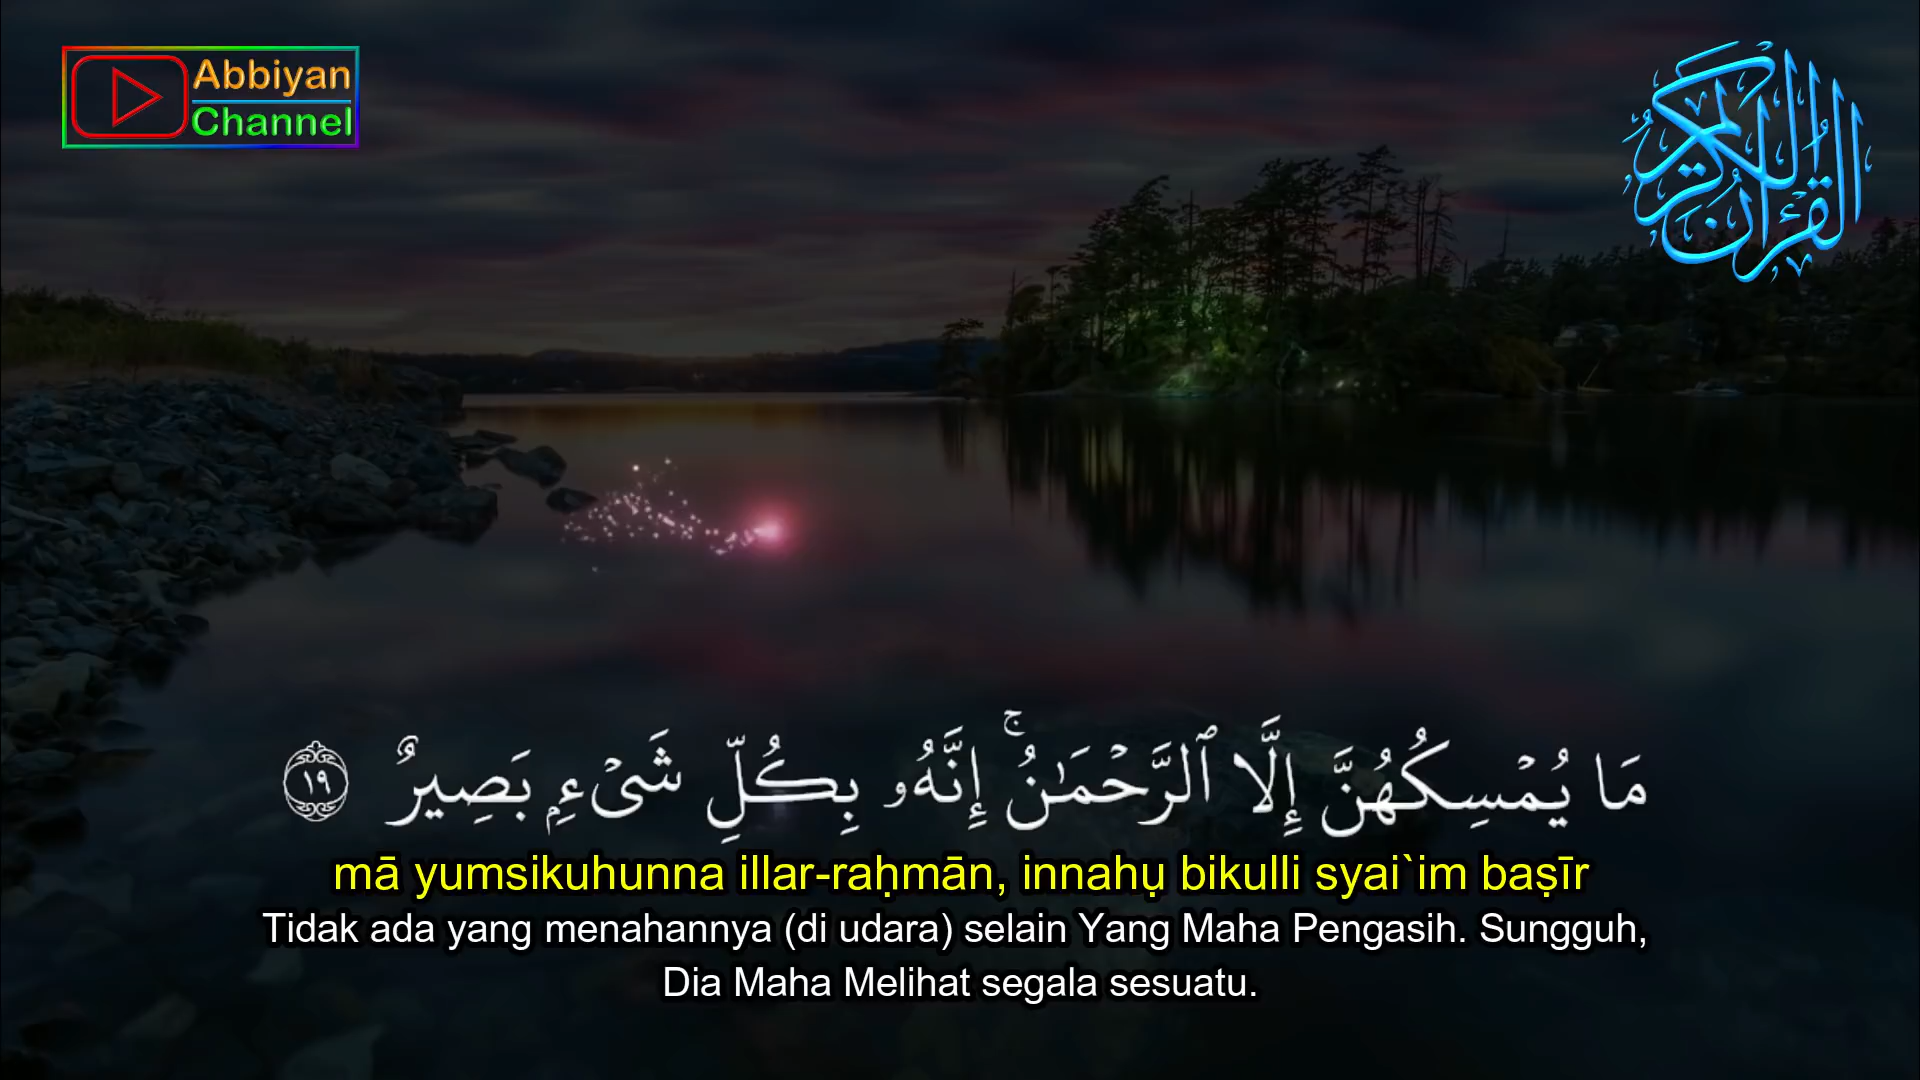 Abbiyan
Channel
القرآن الكريم
مَا يُمْسِكُهُنَّ إِلَّا ٱلرَّحْمَـٰنُ ۚ إِنَّهُۥ بِكُلِّ شَىْءٍۭ بَصِيرٌ ١٩
mā yumsikuhunna illar-raḥmān, innahụ bikulli syai`im baṣīr
Tidak ada yang menahannya (di udara) selain Yang Maha Pengasih. Sungguh,
Dia Maha Melihat segala sesuatu.